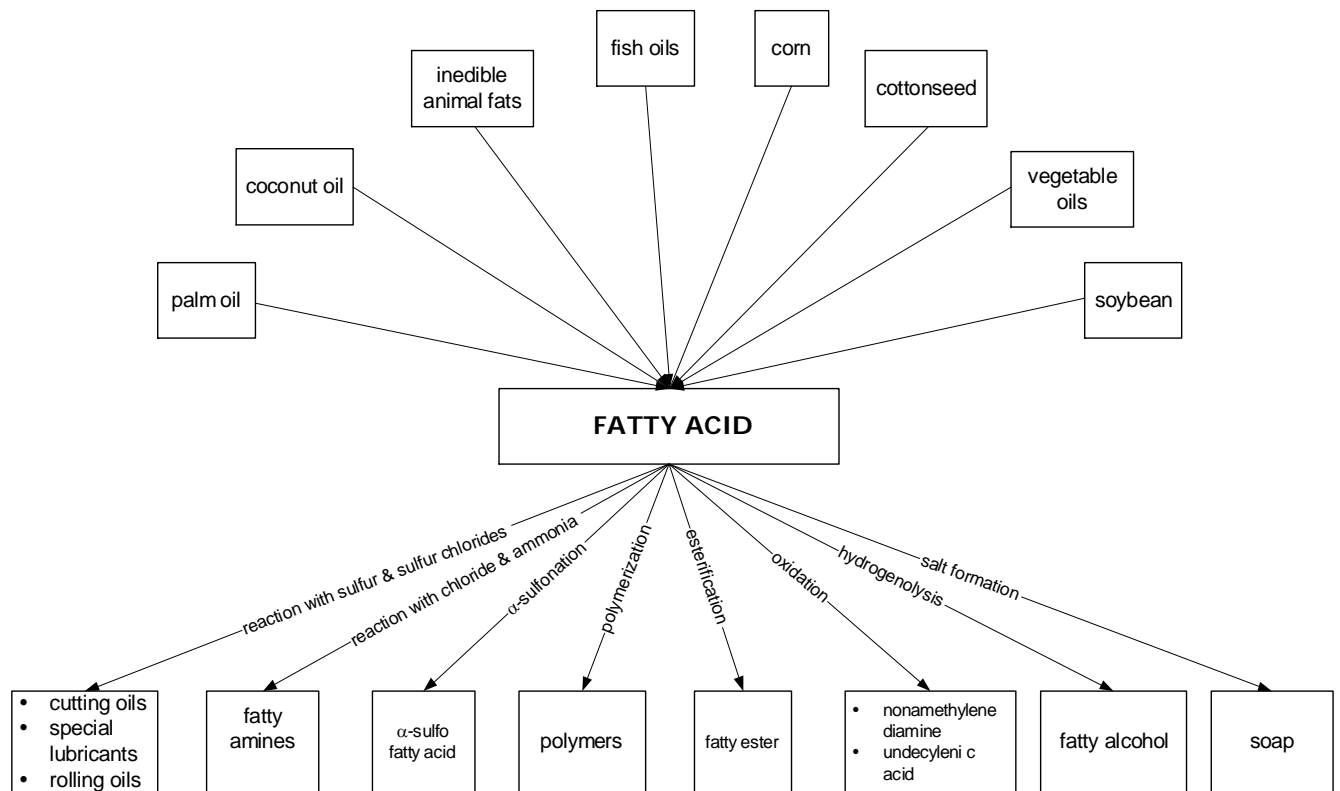 fish oils
corn
inedible
animal fats
cottonseed
coconut oil
vegetable
oils
palm oil
soybean
FATTY ACID
reaction with sulfur & sulfur chlorides
reaction with chloride & ammonia
α-sulfonation
polymerization
esterification
oxidation
hydrogenolysis
salt formation
• cutting oils
• special
lubricants
• rolling oils
fatty
amines
α-sulfo
fatty acid
polymers
fatty ester
• nonamethylene
diamine
• undecyleni c
acid
fatty alcohol
soap